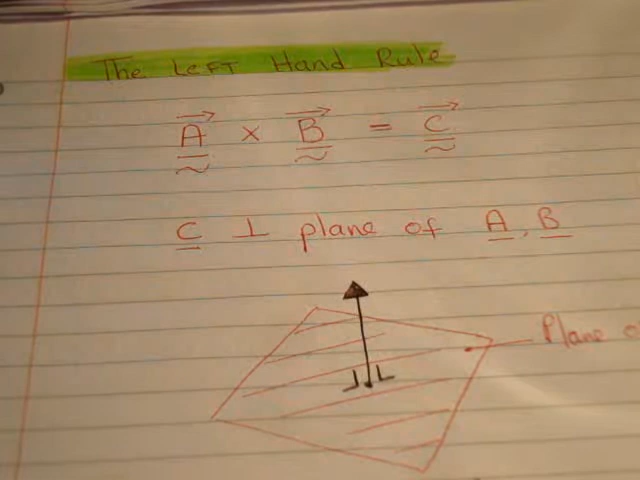 The Left Hand Rule
A × B = C
C ⊥ plane of A, B
Plane o